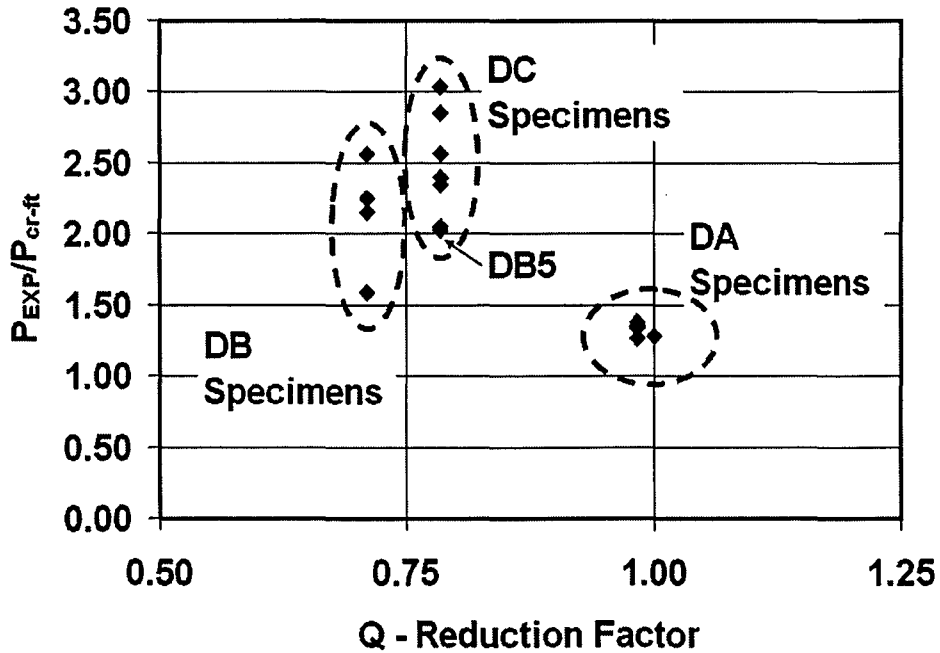 3.50
3.00
2.50
2.00
1.50
1.00
0.50
0.00
P_EXP/P_cr-ft
DC
Specimens
DB5
DA
Specimens
DB
Specimens
0.50 0.75 1.00 1.25
Q - Reduction Factor